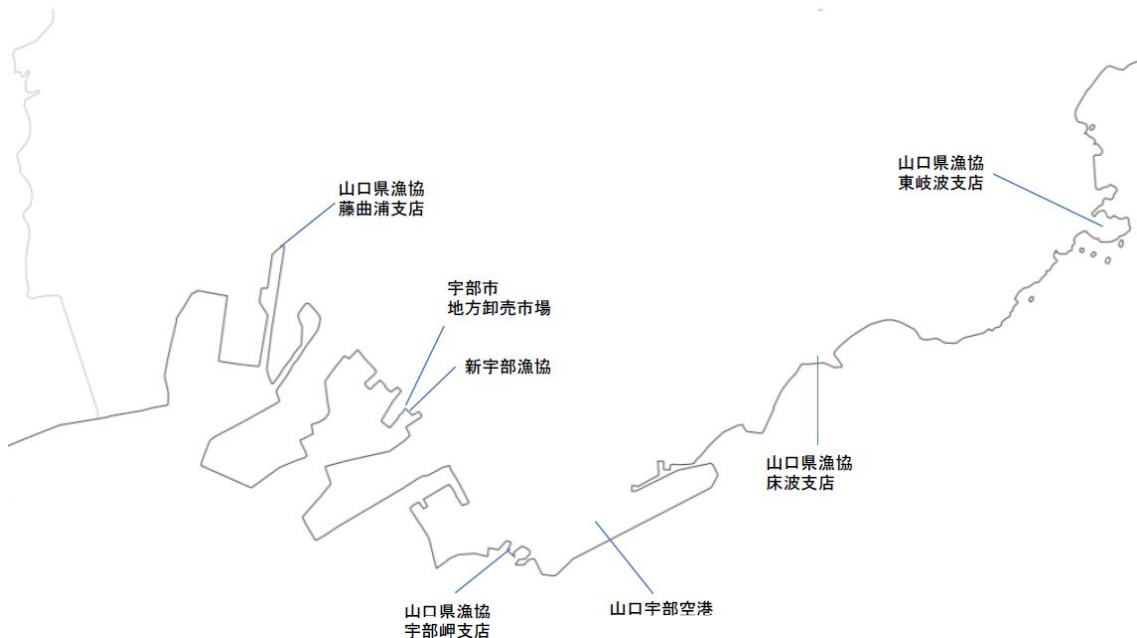 山口県漁協
東岐波支店
山口県漁協
藤曲浦支店
宇部市
地方卸売市場
新宇部漁協
山口県漁協
床波支店
山口県漁協
宇部岬支店
山口宇部空港